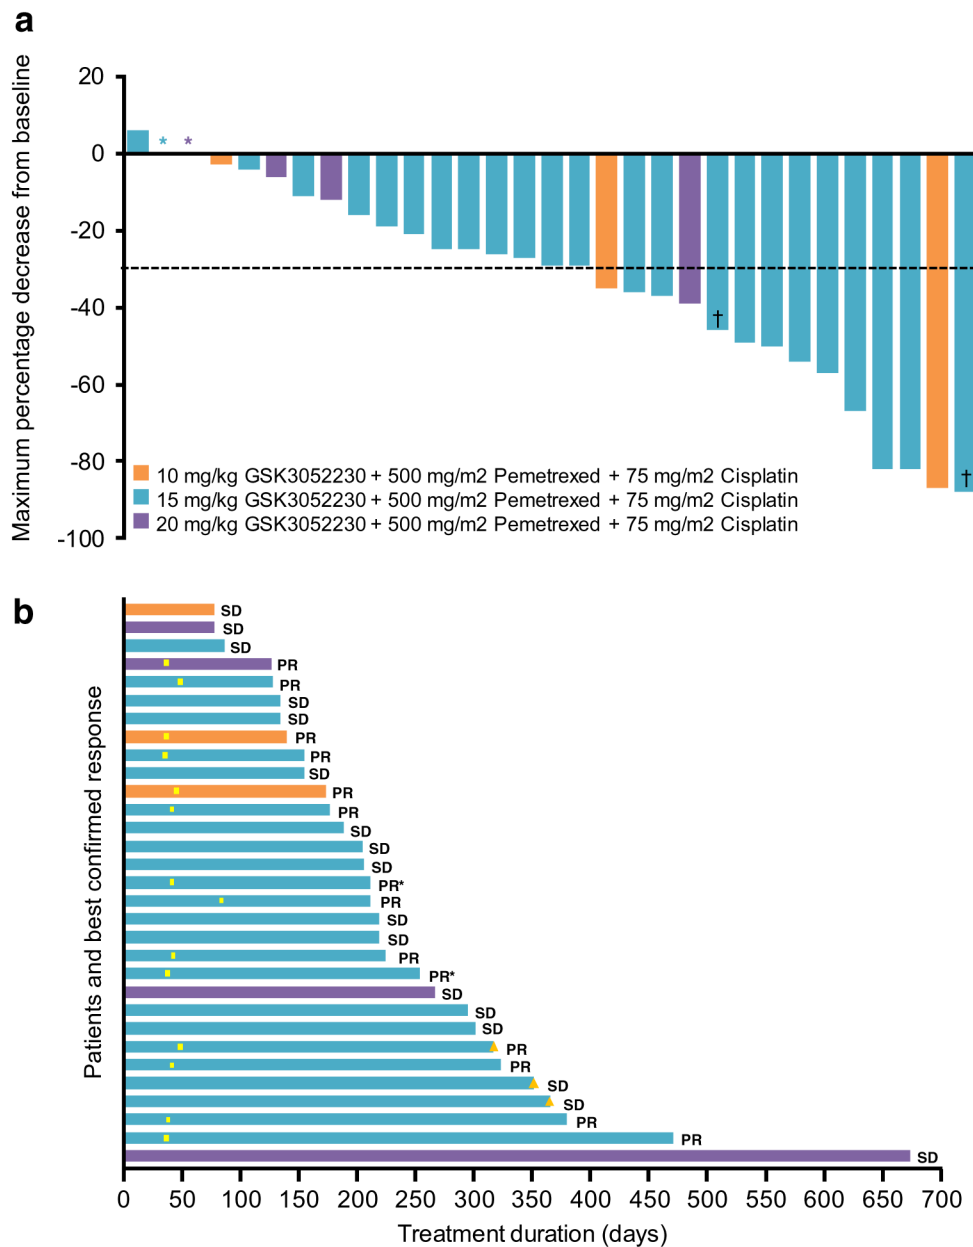 a
Maximum percentage decrease from baseline
20
0
-20
-40
-60
-80
-100
* *
†
†
10 mg/kg GSK3052230 + 500 mg/m2 Pemetrexed + 75 mg/m2 Cisplatin
15 mg/kg GSK3052230 + 500 mg/m2 Pemetrexed + 75 mg/m2 Cisplatin
20 mg/kg GSK3052230 + 500 mg/m2 Pemetrexed + 75 mg/m2 Cisplatin
b
Patients and best confirmed response
SD
SD
SD
PR
PR
SD
SD
PR
PR
SD
PR
PR
SD
SD
SD
PR*
PR
SD
SD
PR
PR*
SD
SD
SD
PR
PR
SD
SD
PR
PR
SD
0 50 100 150 200 250 300 350 400 450 500 550 600 650 700
Treatment duration (days)